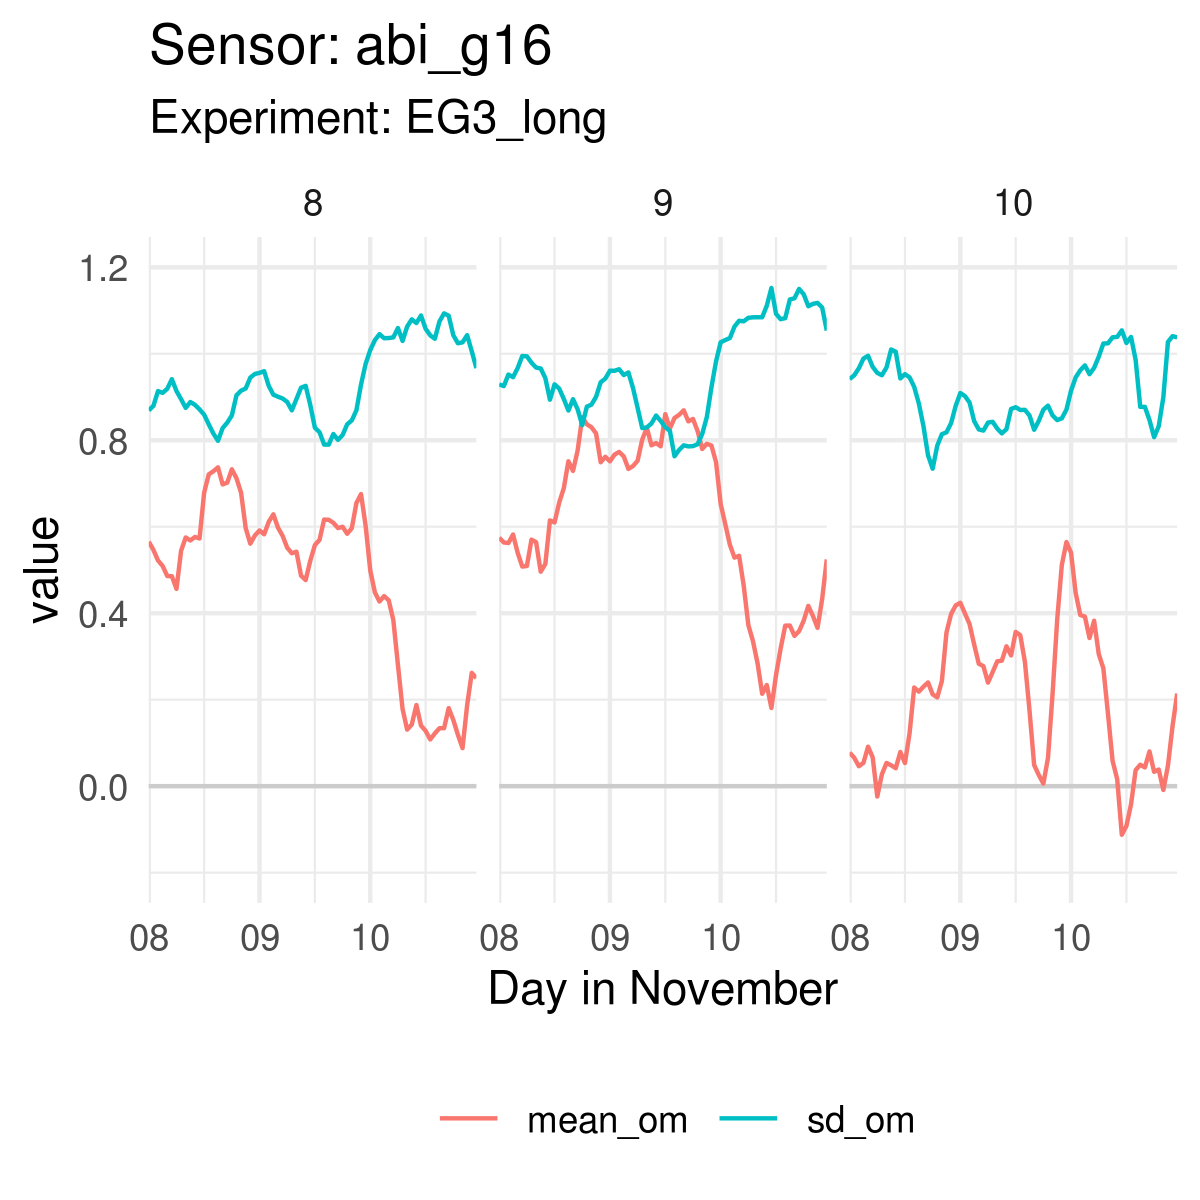 Sensor: abi_g16
Experiment: EG3_long
8 9 10
1.2
0.8
0.4
0.0
value
08 09 10 08 09 10 08 09 10
Day in November
mean_om sd_om